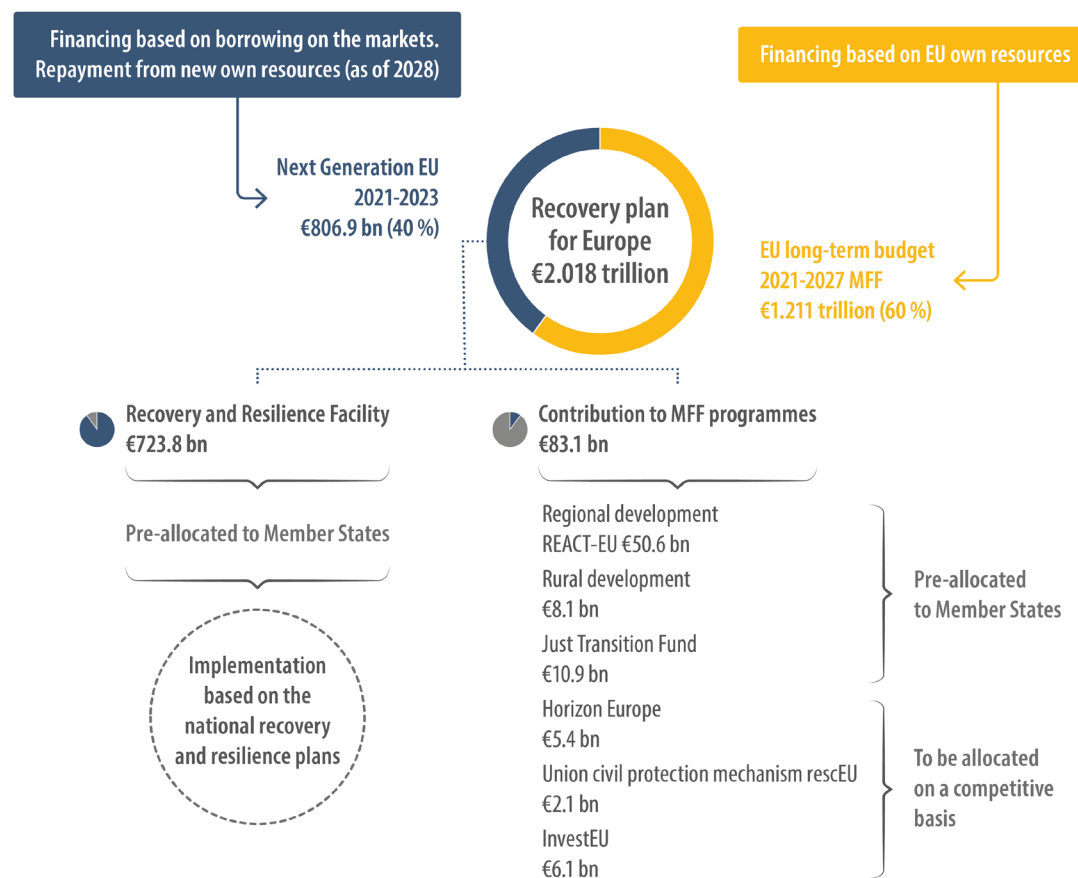 Financing based on borrowing on the markets.
Repayment from new own resources (as of 2028)
Financing based on EU own resources
Next Generation EU
2021-2023
€806.9 bn (40 %)
Recovery plan
for Europe
€2.018 trillion
EU long-term budget
2021-2027 MFF
€1.211 trillion (60 %)
Recovery and Resilience Facility
€723.8 bn
Pre-allocated to Member States
Implementation
based on the
national recovery
and resilience plans
Contribution to MFF programmes
€83.1 bn
Regional development
REACT-EU €50.6 bn
Rural development
€8.1 bn
Just Transition Fund
€10.9 bn
Pre-allocated
to Member States
Horizon Europe
€5.4 bn
Union civil protection mechanism rescEU
€2.1 bn
InvestEU
€6.1 bn
To be allocated
on a competitive
basis